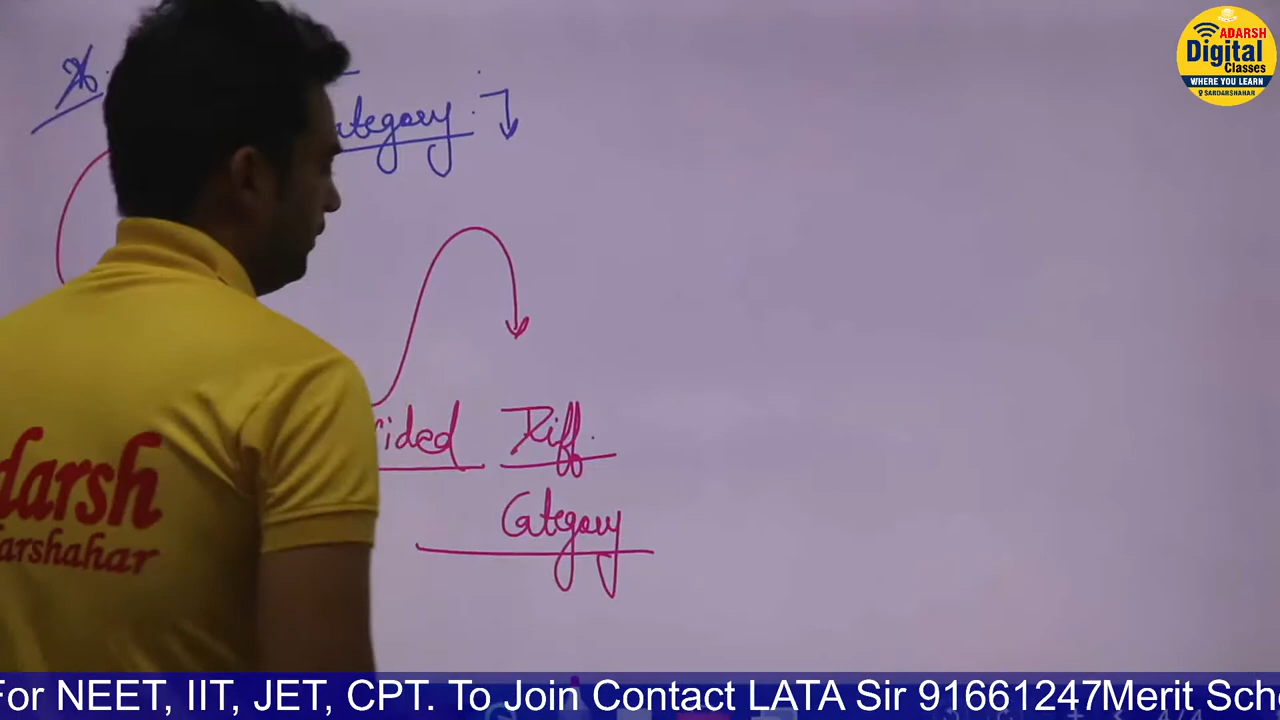 ategory
ided Diff.
Category
darsh
arshahar
ADARSH
Digital
Classes
WHERE YOU LEARN
SARDARSHAHAR
For NEET, IIT, JET, CPT. To Join Contact LATA Sir 91661247Merit Scho